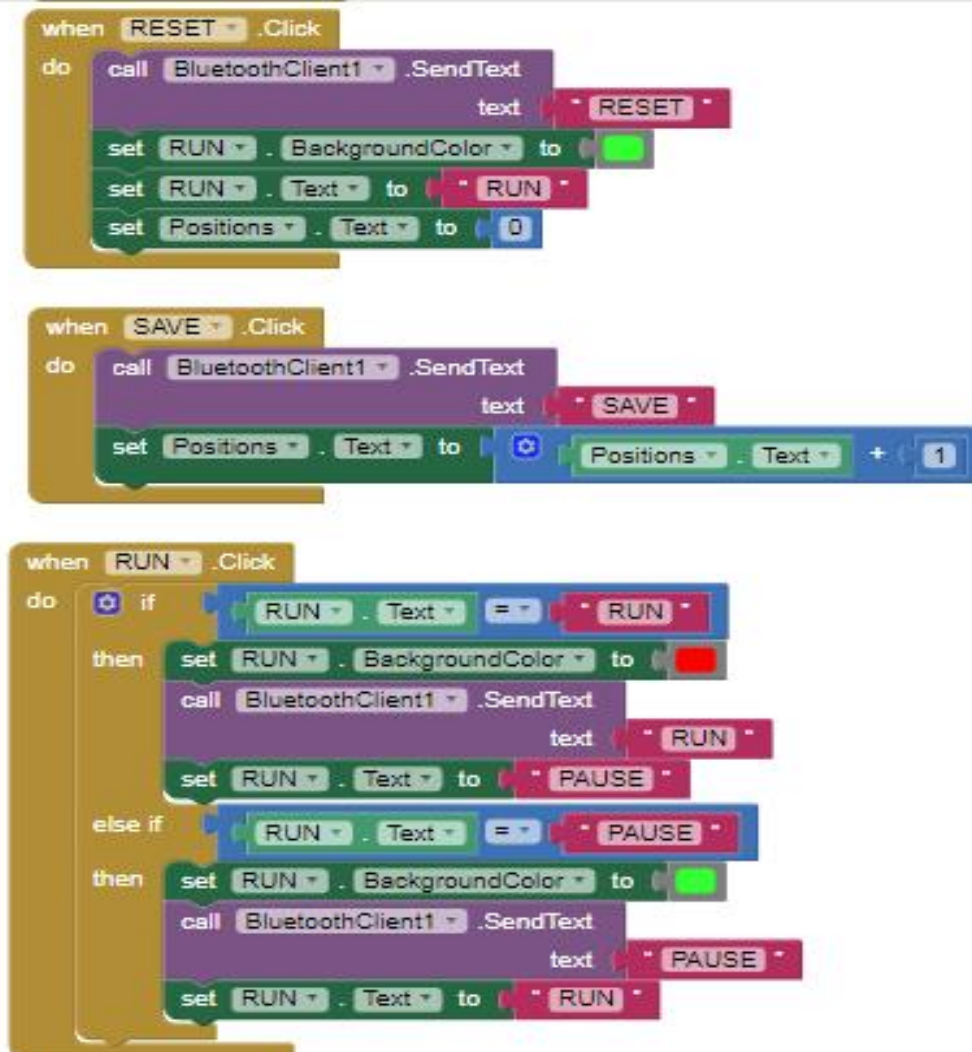 when RESET .Click
do call BluetoothClient1 .SendText
text " RESET "
set RUN . BackgroundColor to
set RUN . Text to " RUN "
set Positions . Text to 0
when SAVE .Click
do call BluetoothClient1 .SendText
text " SAVE "
set Positions . Text to Positions . Text + 1
when RUN .Click
do if RUN . Text = " RUN "
then set RUN . BackgroundColor to
call BluetoothClient1 .SendText
text " RUN "
set RUN . Text to " PAUSE "
else if RUN . Text = " PAUSE "
then set RUN . BackgroundColor to
call BluetoothClient1 .SendText
text " PAUSE "
set RUN . Text to " RUN "